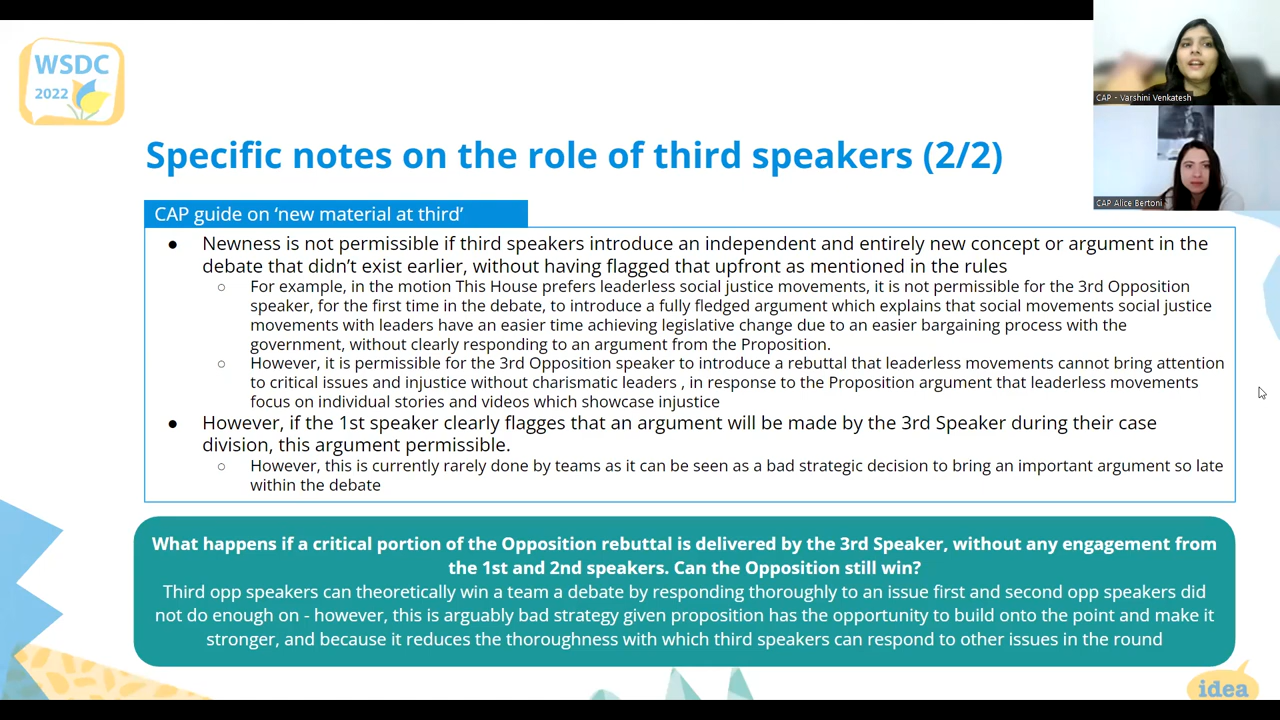 WSDC
2022
CAP - Varshini Venkatesh
CAP Alice Bertoni
Specific notes on the role of third speakers (2/2)
CAP guide on ‘new material at third’
● Newness is not permissible if third speakers introduce an independent and entirely new concept or argument in the
debate that didn’t exist earlier, without having flagged that upfront as mentioned in the rules
○ For example, in the motion This House prefers leaderless social justice movements, it is not permissible for the 3rd Opposition
speaker, for the first time in the debate, to introduce a fully fledged argument which explains that social movements social justice
movements with leaders have an easier time achieving legislative change due to an easier bargaining process with the
government, without clearly responding to an argument from the Proposition.
○ However, it is permissible for the 3rd Opposition speaker to introduce a rebuttal that leaderless movements cannot bring attention
to critical issues and injustice without charismatic leaders , in response to the Proposition argument that leaderless movements
focus on individual stories and videos which showcase injustice
● However, if the 1st speaker clearly flagges that an argument will be made by the 3rd Speaker during their case
division, this argument permissible.
○ However, this is currently rarely done by teams as it can be seen as a bad strategic decision to bring an important argument so late
within the debate
What happens if a critical portion of the Opposition rebuttal is delivered by the 3rd Speaker, without any engagement from
the 1st and 2nd speakers. Can the Opposition still win?
Third opp speakers can theoretically win a team a debate by responding thoroughly to an issue first and second opp speakers did
not do enough on - however, this is arguably bad strategy given proposition has the opportunity to build onto the point and make it
stronger, and because it reduces the thoroughness with which third speakers can respond to other issues in the round
idea